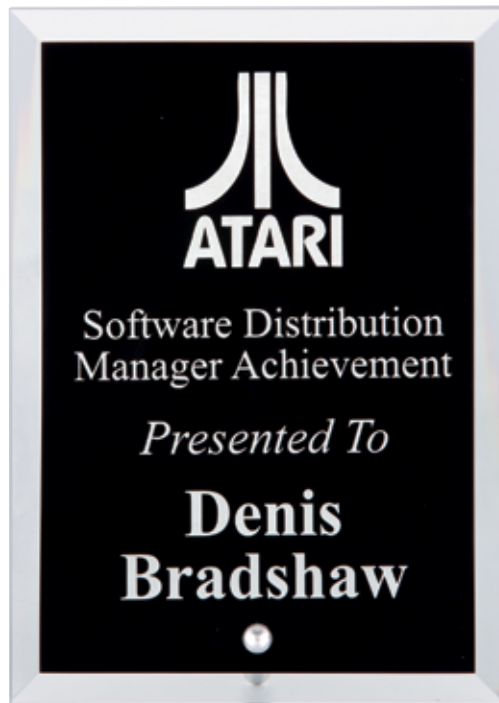 ATARI
Software Distribution
Manager Achievement
Presented To
Denis
Bradshaw